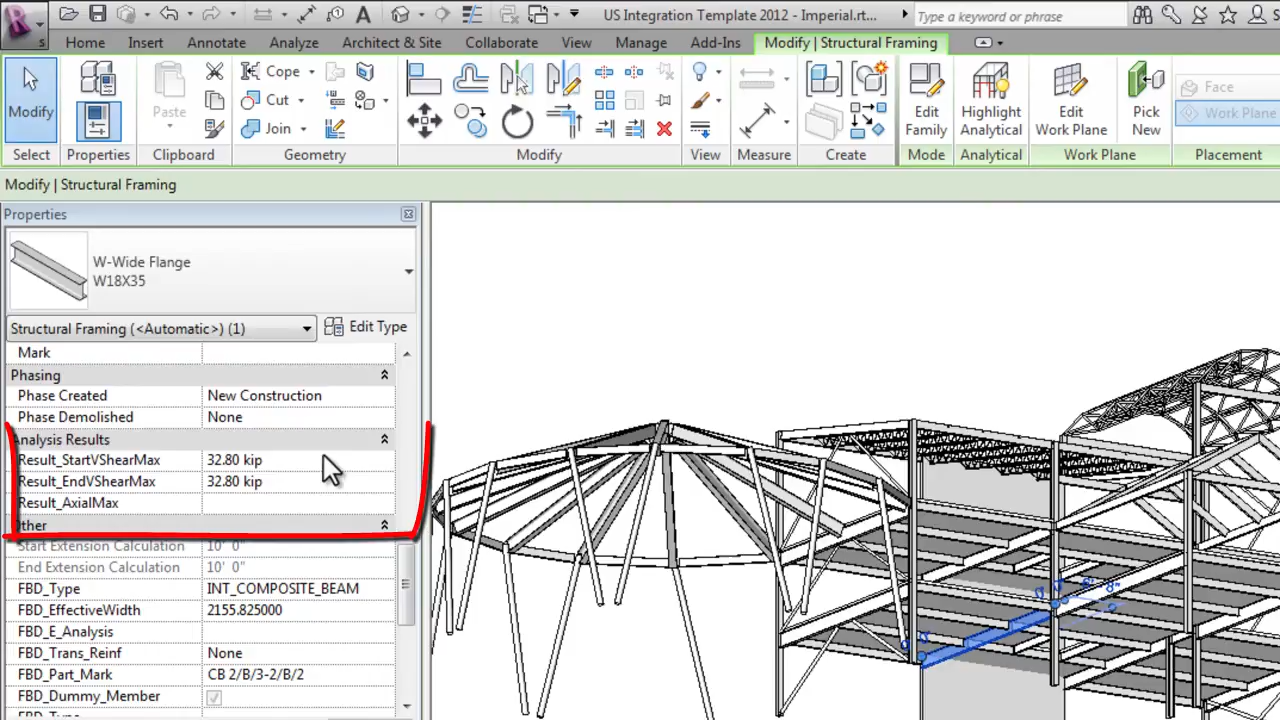 US Integration Template 2012 - Imperial.rt...
Type a keyword or phrase
Home Insert Annotate Analyze Architect & Site Collaborate View Manage Add-Ins Modify | Structural Framing
Modify
Paste
Cope
Cut
Join
Edit Family
Highlight Analytical
Edit Work Plane
Pick New
Face
Work Plane
Select Properties Clipboard Geometry Modify View Measure Create Mode Analytical Work Plane Placement
Modify | Structural Framing
Properties
W-Wide Flange
W18X35
Structural Framing (<Automatic>) (1) Edit Type
Mark
Phasing
Phase Created New Construction
Phase Demolished None
Analysis Results
Result_StartVShearMax 32.80 kip
Result_EndVShearMax 32.80 kip
Result_AxialMax
Other
Start Extension Calculation 10' 0"
End Extension Calculation 10' 0"
FBD_Type INT_COMPOSITE_BEAM
FBD_EffectiveWidth 2155.825000
FBD_E_Analysis
FBD_Trans_Reinf None
FBD_Part_Mark CB 2/B/3-2/B/2
FBD_Dummy_Member